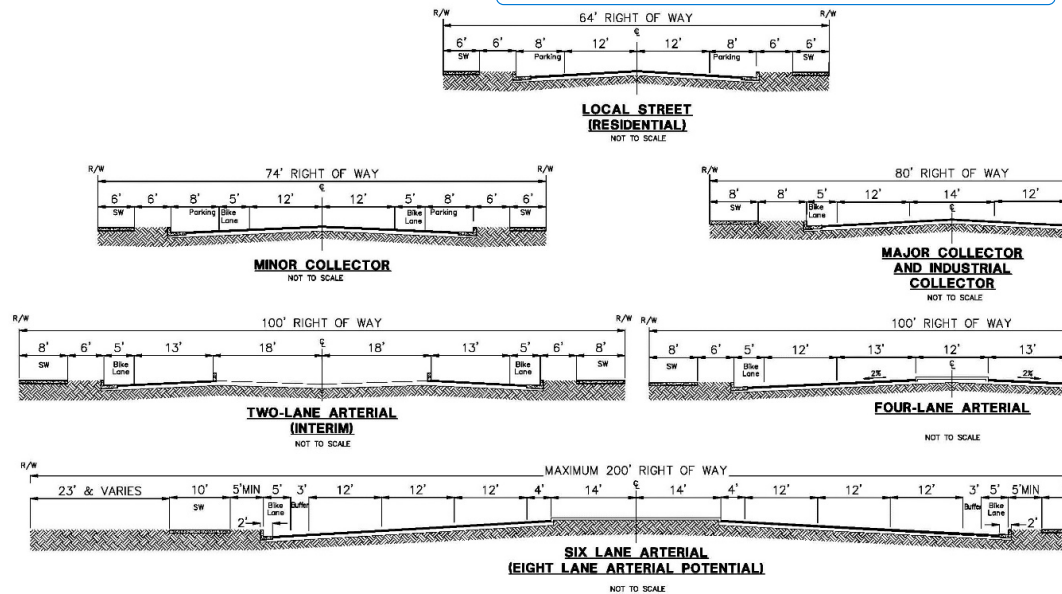 64' RIGHT OF WAY
R/W R/W
℄
6' 6' 8' 12' 12' 8' 6' 6'
SW Parking Parking SW
LOCAL STREET
(RESIDENTIAL)
NOT TO SCALE
R/W R/W
74' RIGHT OF WAY
℄
6' 6' 8' 5' 12' 12' 5' 8' 6' 6'
SW Parking Bike Lane Bike Lane Parking SW
MINOR COLLECTOR
NOT TO SCALE
R/W
80' RIGHT OF WAY
8' 8' 5' 12' 14' 12'
SW Bike Lane ℄
MAJOR COLLECTOR
AND INDUSTRIAL
COLLECTOR
NOT TO SCALE
R/W R/W
100' RIGHT OF WAY
℄
8' 6' 5' 13' 18' 18' 13' 5' 6' 8'
SW Bike Lane Bike Lane SW
TWO-LANE ARTERIAL
(INTERIM)
NOT TO SCALE
R/W
100' RIGHT OF WAY
8' 6' 5' 12' 13' 12' 13'
SW Bike Lane ℄
2% 2%
FOUR-LANE ARTERIAL
NOT TO SCALE
R/W
MAXIMUM 200' RIGHT OF WAY
℄
23' & VARIES 10' 5'MIN 5' 3' 12' 12' 12' 4' 14' 14' 4' 12' 12' 12' 3' 5' 5'MIN
SW Bike Lane Buffer Buffer Bike Lane
2' 2'
SIX LANE ARTERIAL
(EIGHT LANE ARTERIAL POTENTIAL)
NOT TO SCALE